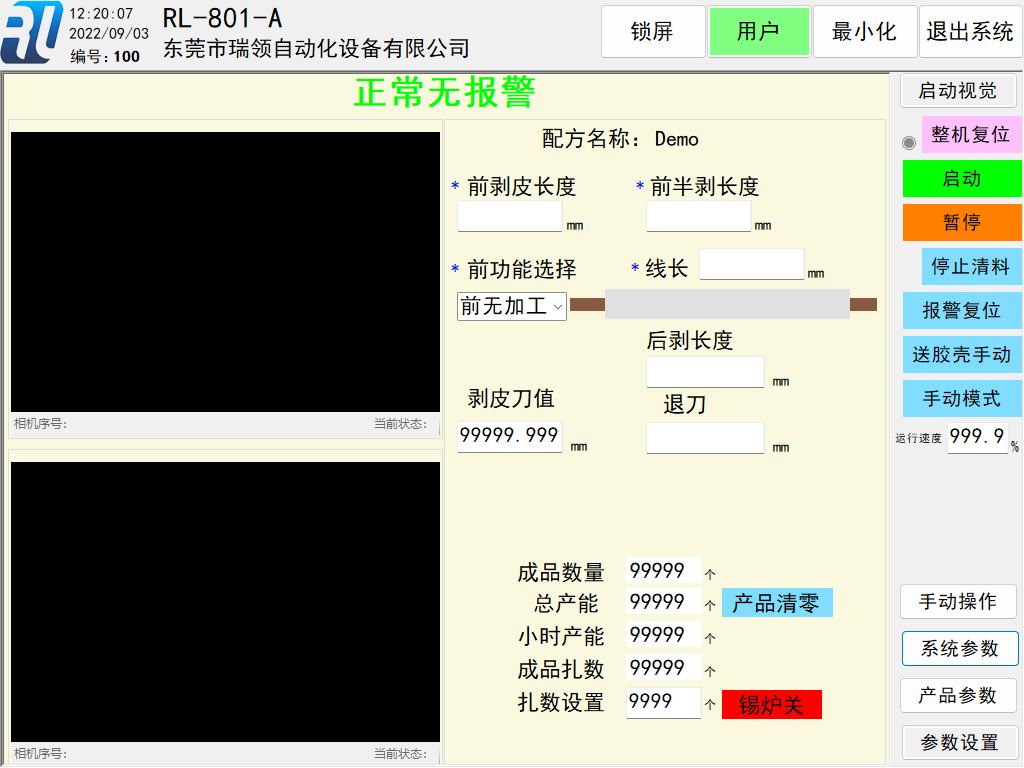 RU
12:20:07
2022/09/03
编号: 100
RL-801-A
东莞市瑞领自动化设备有限公司
锁屏
用户
最小化
退出系统
正常无报警
启动视觉
整机复位
启动
暂停
停止清料
报警复位
送胶壳手动
手动模式
运行速度 999.9 %
配方名称: Demo
* 前剥皮长度
mm
* 前半剥长度
mm
* 前功能选择
前无加工
* 线长
mm
后剥长度
mm
剥皮刀值
99999.999 mm
退刀
mm
相机序号:
当前状态:
成品数量 99999 个
总产能 99999 个
产品清零
小时产能 99999 个
成品扎数 99999 个
扎数设置 9999 个
锡炉关
相机序号:
当前状态:
手动操作
系统参数
产品参数
参数设置